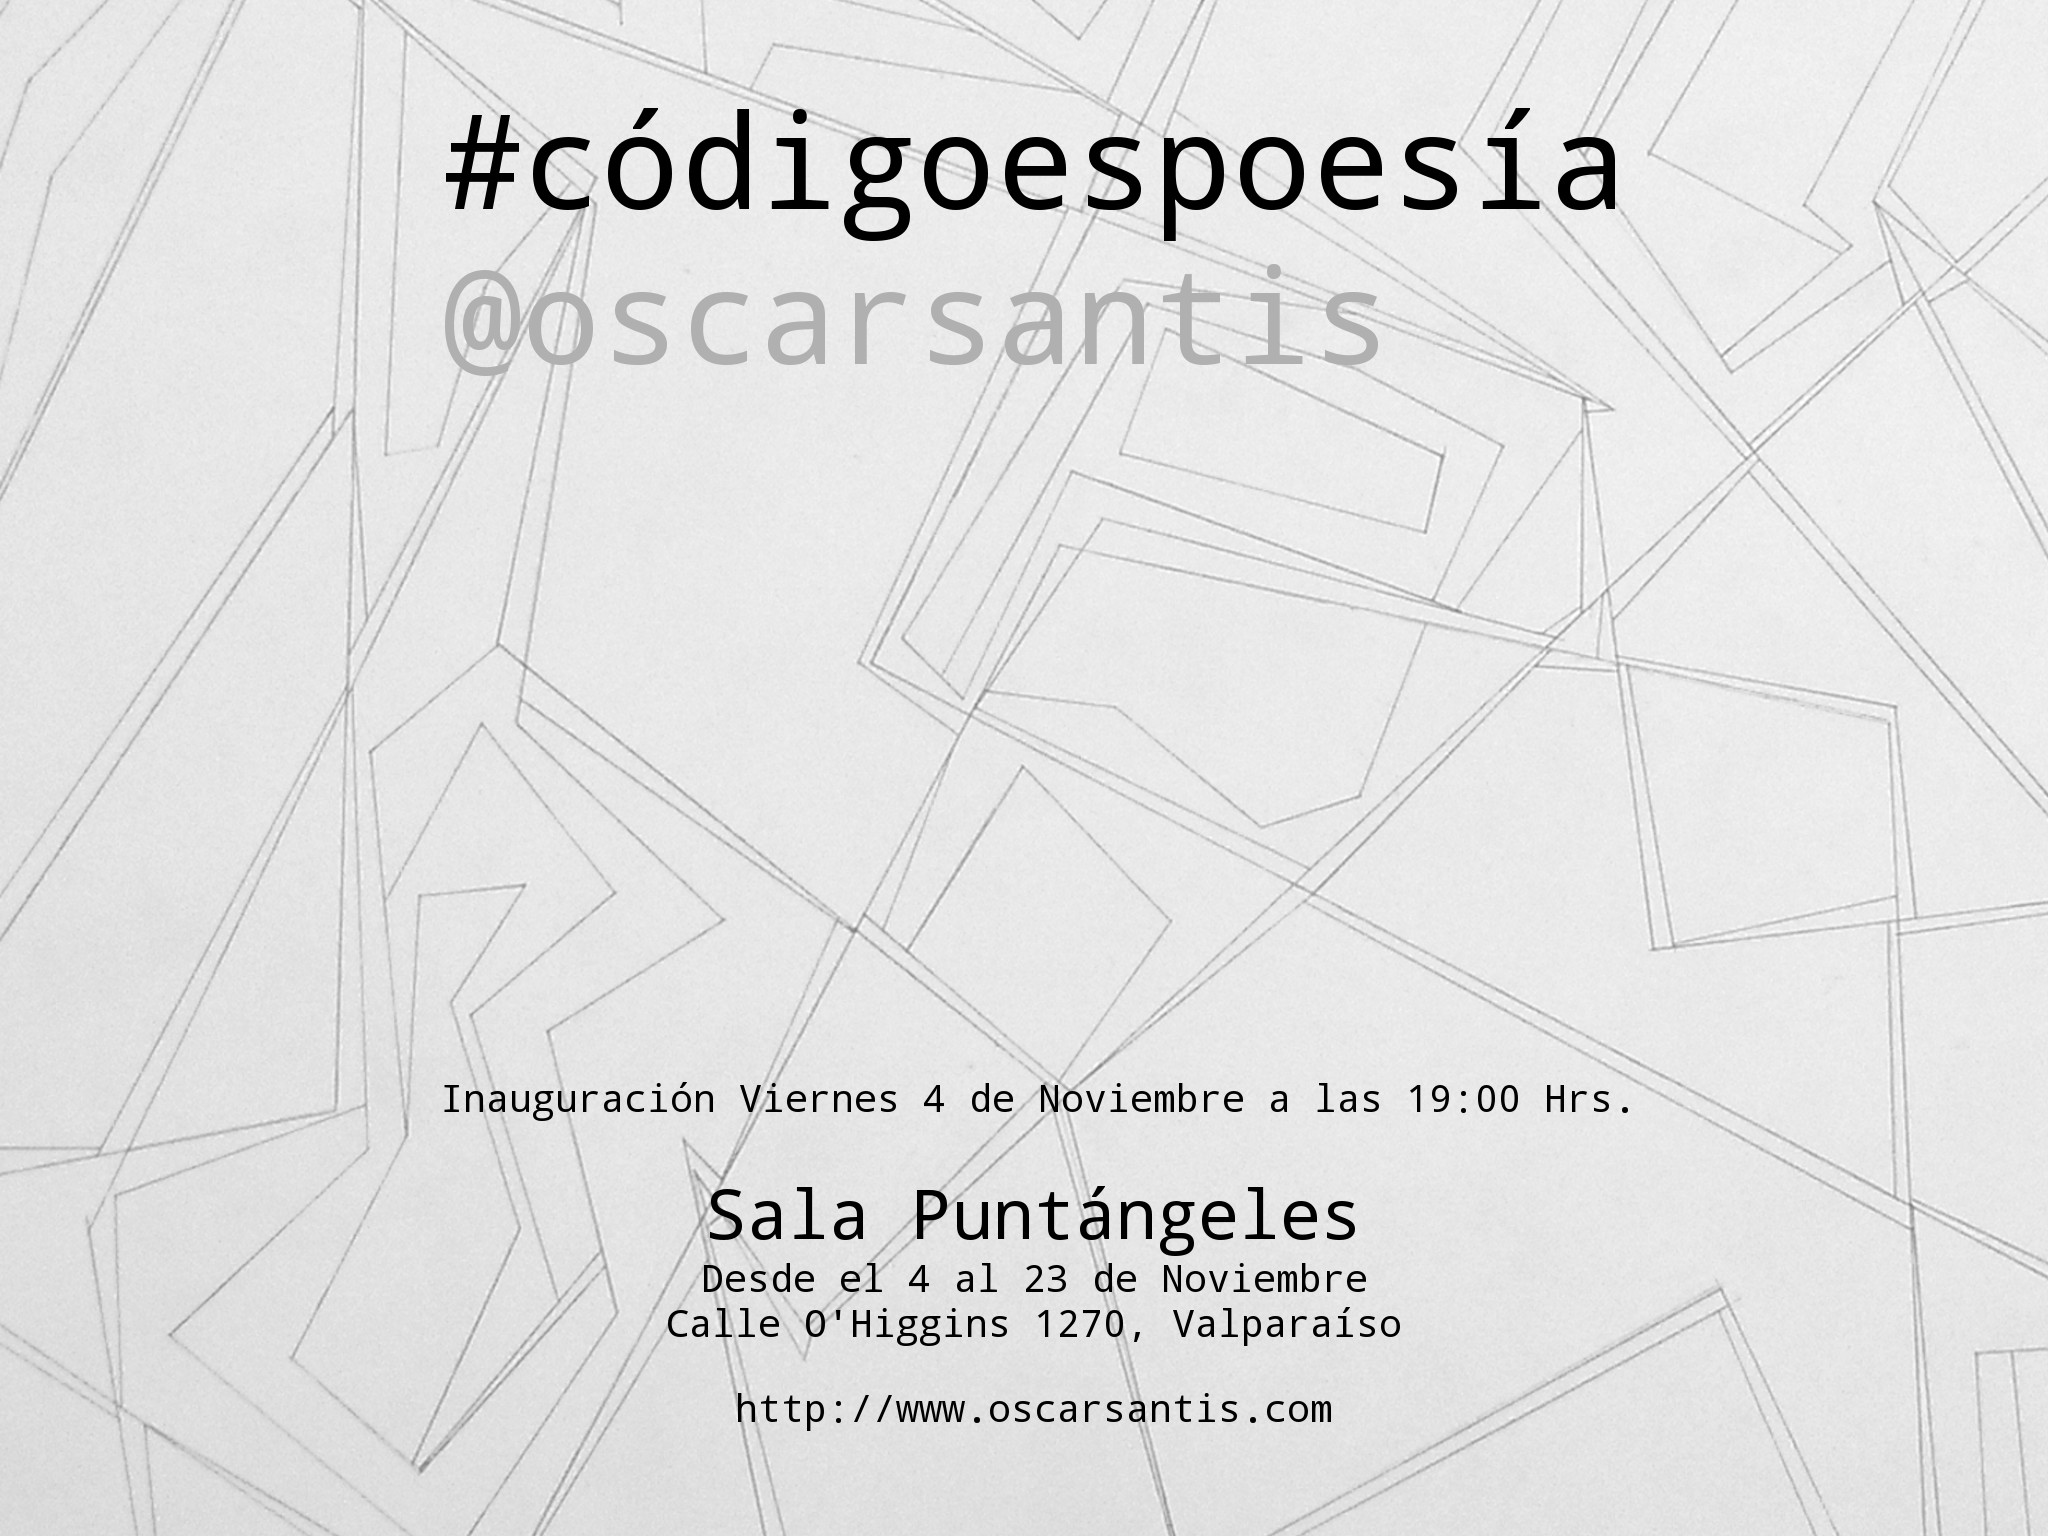 #códigoespoesía
@oscarsantis
Inauguración Viernes 4 de Noviembre a las 19:00 Hrs.
Sala Puntángeles
Desde el 4 al 23 de Noviembre
Calle O'Higgins 1270, Valparaíso
http://www.oscarsantis.com